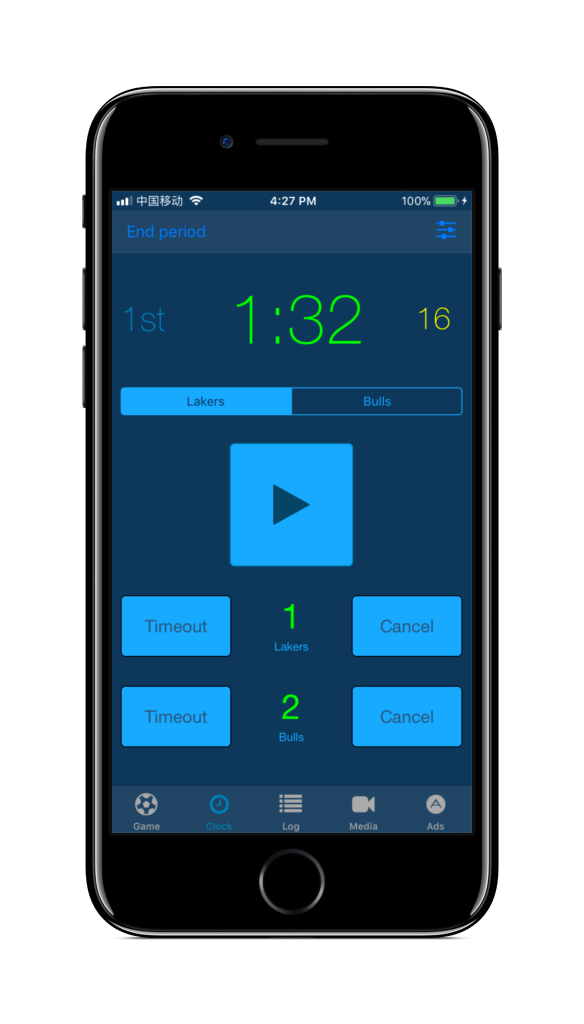 中国移动 4:27 PM 100%
End period
1st 1:32 16
Lakers Bulls
Timeout 1 Cancel
Lakers
Timeout 2 Cancel
Bulls
Game Clock Log Media Ads